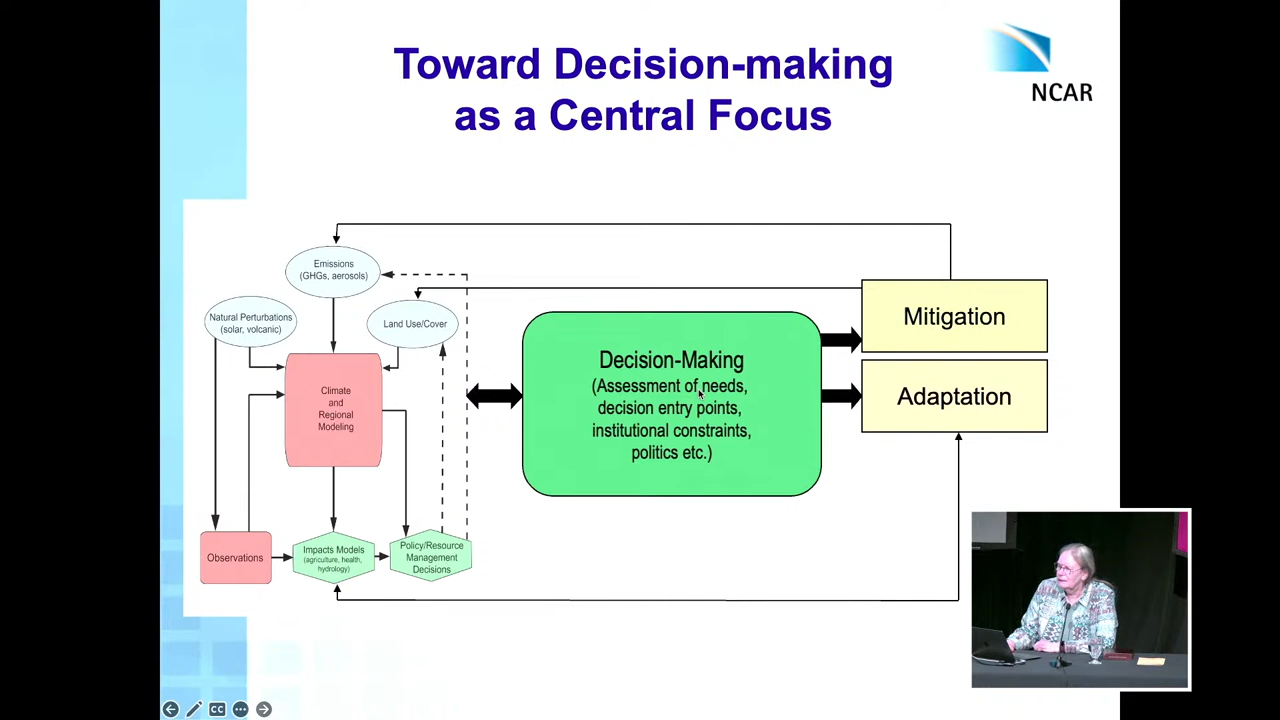 Toward Decision-making
as a Central Focus
NCAR
Emissions
(GHGs, aerosols)
Natural Perturbations
(solar, volcanic)
Land Use/Cover
Climate
and
Regional
Modeling
Observations
Impacts Models
(agriculture, health,
hydrology)
Policy/Resource
Management
Decisions
Decision-Making
(Assessment of needs,
decision entry points,
institutional constraints,
politics etc.)
Mitigation
Adaptation
CC